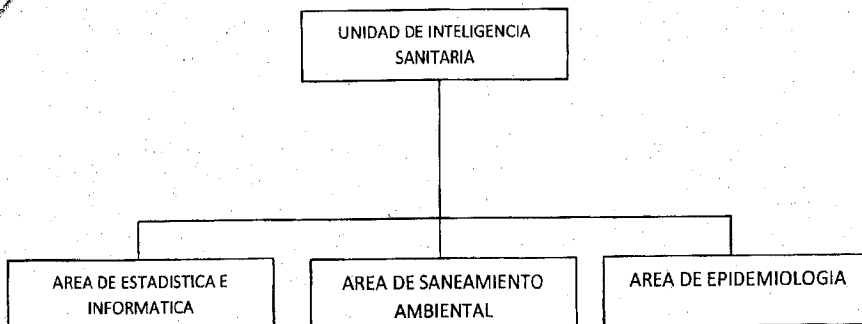 UNIDAD DE INTELIGENCIA
SANITARIA
AREA DE ESTADISTICA E
INFORMATICA
AREA DE SANEAMIENTO
AMBIENTAL
AREA DE EPIDEMIOLOGIA